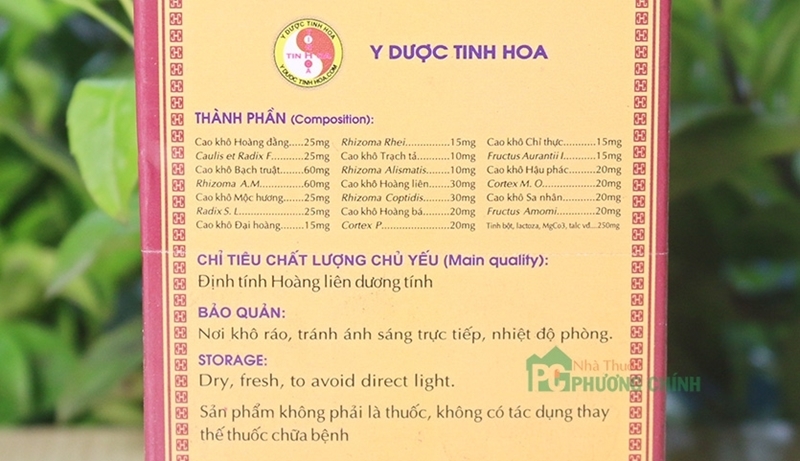 Y DƯỢC TINH HOA
TINH HOA
Y DUOC TINH HOA.COM
Y DƯỢC TINH HOA
THÀNH PHẦN (Composition):
Cao khô Hoàng đằng.....25mg
Caulis et Radix F...........25mg
Cao khô Bạch truật.......60mg
Rhizoma A.M................60mg
Cao khô Mộc hương.....25mg
Radix S. L.....................25mg
Cao khô Đại hoàng.......15mg
Rhizoma Rhei...............15mg
Cao khô Trạch tả..........10mg
Rhizoma Alismatis........10mg
Cao khô Hoàng liên......30mg
Rhizoma Coptidis.........30mg
Cao khô Hoàng bá........20mg
Cortex P.......................20mg
Cao khô Chỉ thực..........15mg
Fructus Aurantii I..........15mg
Cao khô Hậu phác........20mg
Cortex M. O.................20mg
Cao khô Sa nhân..........20mg
Fructus Amomi.............20mg
Tinh bột, lactoza, MgCo3, talc vđ...250mg
CHỈ TIÊU CHẤT LƯỢNG CHỦ YẾU (Main quality):
Định tính Hoàng liên dương tính
BẢO QUẢN:
Nơi khô ráo, tránh ánh sáng trực tiếp, nhiệt độ phòng.
STORAGE:
Dry, fresh, to avoid direct light.
Sản phẩm không phải là thuốc, không có tác dụng thay
thế thuốc chữa bệnh
Nhà Thuốc
PC PHƯƠNG CHÍNH